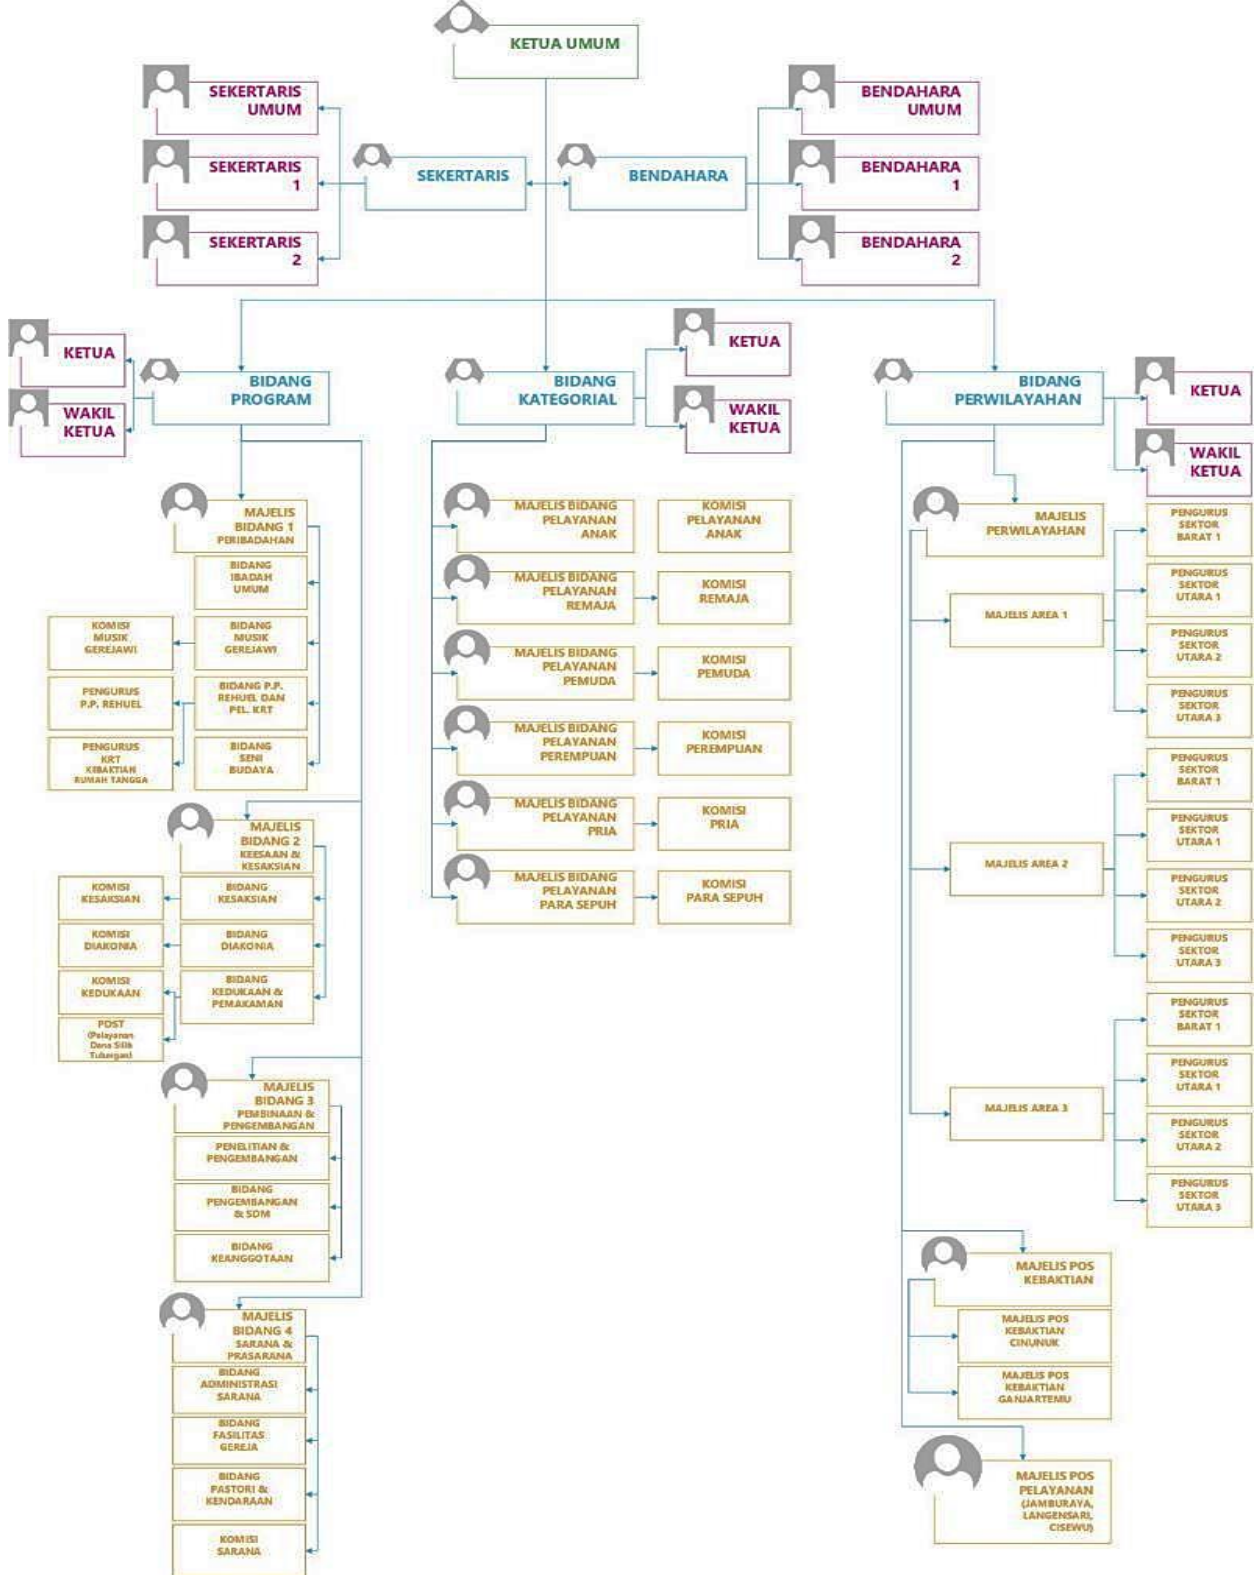 KETUA UMUM
SEKERTARIS
UMUM
SEKERTARIS
1
SEKERTARIS
2
SEKERTARIS
BENDAHARA
BENDAHARA
UMUM
BENDAHARA
1
BENDAHARA
2
KETUA
WAKIL
KETUA
BIDANG
PROGRAM
BIDANG
KATEGORIAL
KETUA
WAKIL
KETUA
BIDANG
PERWILAYAHAN
KETUA
WAKIL
KETUA
MAJELIS
BIDANG 1
PERIBADAHAN
BIDANG
IBADAH
UMUM
KOMISI
MUSIK
GEREJAWI
BIDANG
MUSIK
GEREJAWI
PENGURUS
P.P. REHUEL
BIDANG P.P.
REHUEL DAN
PEL. KRT
PENGURUS
KRT
KEBAKTIAN
RUMAH TANGGA
BIDANG
SENI
BUDAYA
MAJELIS
BIDANG 2
KEESAAN &
KESAKSIAN
KOMISI
KESAKSIAN
BIDANG
KESAKSIAN
KOMISI
DIAKONIA
BIDANG
DIAKONIA
KOMISI
KEDUKAAN
BIDANG
KEDUKAAN &
PEMAKAMAN
PDST
(Pelayanan
Dana Silih
Tulungan)
MAJELIS
BIDANG 3
PEMBINAAN &
PENGEMBANGAN
PENELITIAN &
PENGEMBANGAN
BIDANG
PENGEMBANGAN
& SDM
BIDANG
KEANGGOTAAN
MAJELIS
BIDANG 4
SARANA &
PRASARANA
BIDANG
ADMINISTRASI
SARANA
BIDANG
FASILITAS
GEREJA
BIDANG
PASTORI &
KENDARAAN
KOMISI
SARANA
MAJELIS BIDANG
PELAYANAN
ANAK
KOMISI
PELAYANAN
ANAK
MAJELIS BIDANG
PELAYANAN
REMAJA
KOMISI
REMAJA
MAJELIS BIDANG
PELAYANAN
PEMUDA
KOMISI
PEMUDA
MAJELIS BIDANG
PELAYANAN
PEREMPUAN
KOMISI
PEREMPUAN
MAJELIS BIDANG
PELAYANAN
PRIA
KOMISI
PRIA
MAJELIS BIDANG
PELAYANAN
PARA SEPUH
KOMISI
PARA SEPUH
MAJELIS
PERWILAYAHAN
MAJELIS AREA 1
PENGURUS
SEKTOR
BARAT 1
PENGURUS
SEKTOR
UTARA 1
PENGURUS
SEKTOR
UTARA 2
PENGURUS
SEKTOR
UTARA 3
MAJELIS AREA 2
PENGURUS
SEKTOR
BARAT 1
PENGURUS
SEKTOR
UTARA 1
PENGURUS
SEKTOR
UTARA 2
PENGURUS
SEKTOR
UTARA 3
MAJELIS AREA 3
PENGURUS
SEKTOR
BARAT 1
PENGURUS
SEKTOR
UTARA 1
PENGURUS
SEKTOR
UTARA 2
PENGURUS
SEKTOR
UTARA 3
MAJELIS POS
KEBAKTIAN
MAJELIS POS
KEBAKTIAN
CINUNUK
MAJELIS POS
KEBAKTIAN
GANJARTEMU
MAJELIS POS
PELAYANAN
(JAMBURAYA,
LANGENSARI,
CISEWU)